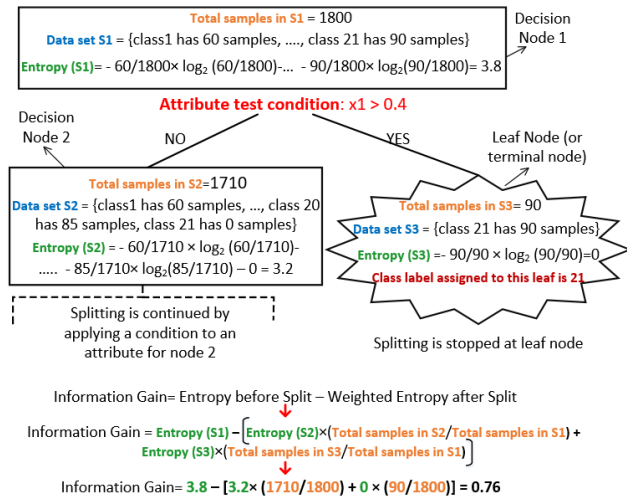 Total samples in S1 = 1800
Data set S1 = {class1 has 60 samples, ...., class 21 has 90 samples}
Entropy (S1)= - 60/1800× log₂ (60/1800)-... - 90/1800× log₂(90/1800)= 3.8
Decision
Node 1
Attribute test condition: x1 > 0.4
Decision
Node 2
NO
YES
Leaf Node (or
terminal node)
Total samples in S2=1710
Data set S2 = {class1 has 60 samples, ..., class 20
has 85 samples, class 21 has 0 samples}
Entropy (S2) = - 60/1710 × log₂ (60/1710)-
..... - 85/1710× log₂(85/1710) – 0 = 3.2
Total samples in S3= 90
Data set S3 = {class 21 has 90 samples}
Entropy (S3) =- 90/90 × log₂ (90/90)=0
Class label assigned to this leaf is 21
Splitting is continued by
applying a condition to an
attribute for node 2
Splitting is stopped at leaf node
Information Gain= Entropy before Split – Weighted Entropy after Split
Information Gain = Entropy (S1) – [Entropy (S2)×(Total samples in S2/Total samples in S1) +
Entropy (S3)×(Total samples in S3/Total samples in S1)]
Information Gain= 3.8 – [3.2× (1710/1800) + 0 × (90/1800)] = 0.76